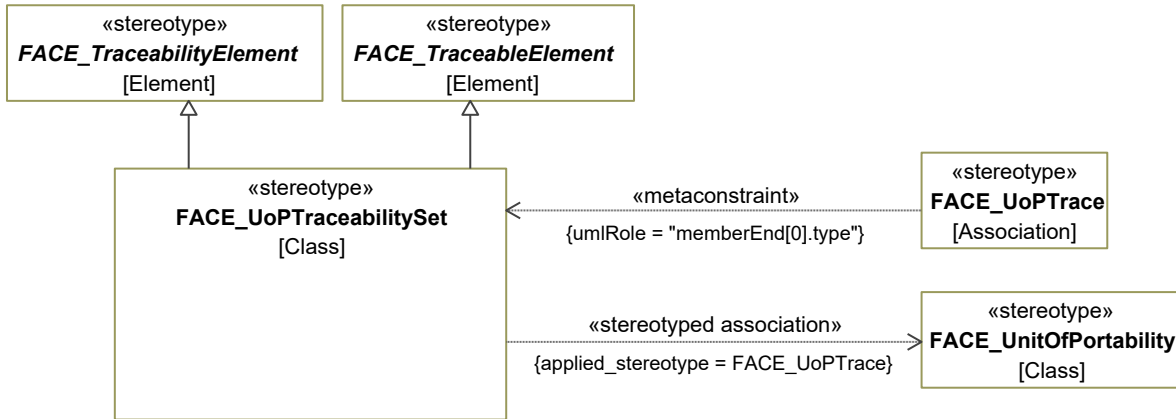 «stereotype»
FACE_TraceabilityElement
[Element]
«stereotype»
FACE_TraceableElement
[Element]
«stereotype»
FACE_UoPTraceabilitySet
[Class]
«metaconstraint»
{umlRole = "memberEnd[0].type"}
«stereotype»
FACE_UoPTrace
[Association]
«stereotyped association»
{applied_stereotype = FACE_UoPTrace}
«stereotype»
FACE_UnitOfPortability
[Class]